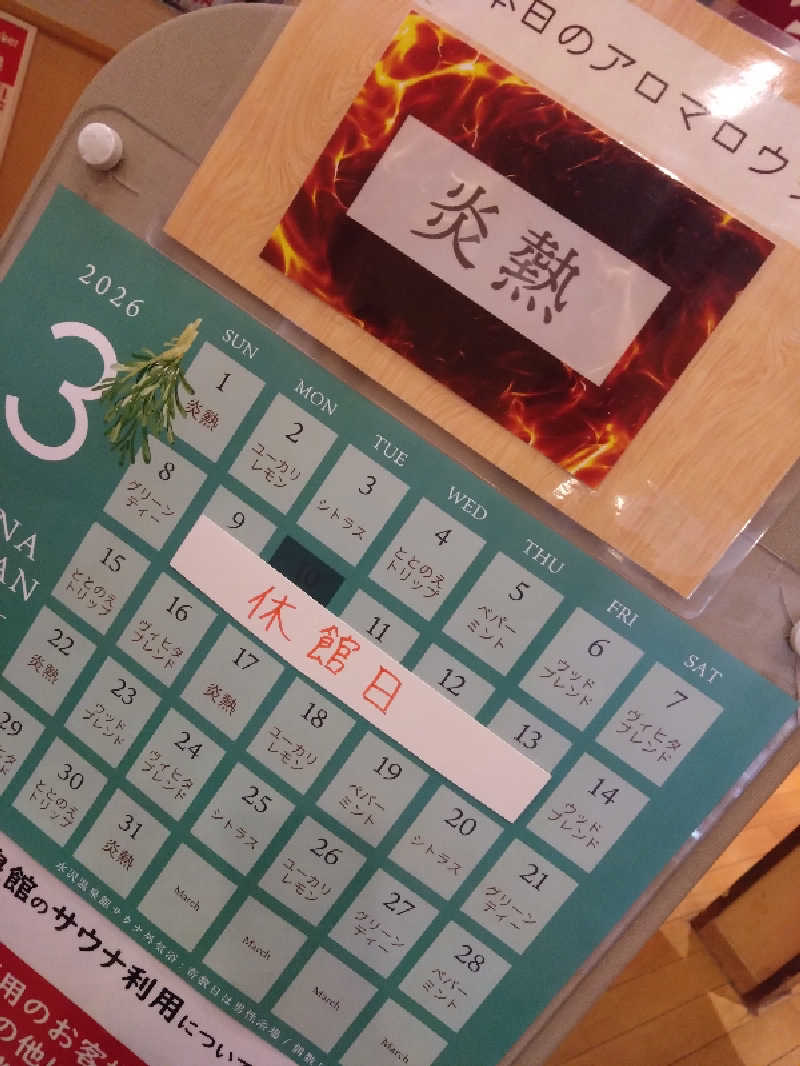 本日のアロマロウ
炎熱
2026
3
SUN MON TUE WED THU FRI SAT
1 炎熱
2 ユーカリレモン
3 シトラス
4 ととのえトリップ
5 ペパーミント
6 ウッドブレンド
7 ヴィヒタブレンド
8 グリーンティー
9
10
11
12
13
14 ウッドブレンド
休館日
15 ととのえトリップ
16 ヴィヒタブレンド
17 炎熱
18 ユーカリレモン
19 ペパーミント
20 シトラス
21 グリーンティー
22 炎熱
23 ウッドブレンド
24 ヴィヒタブレンド
25 シトラス
26 ユーカリレモン
27 グリーンティー
28 ペパーミント
29
30 ととのえトリップ
31 炎熱
March
March
March
March
館のサウナ利用について
用のお客
の他